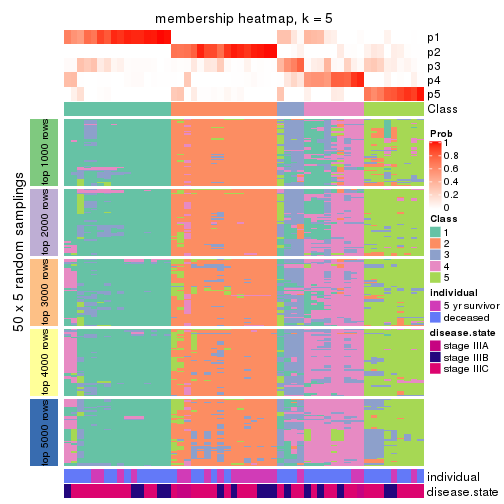 membership heatmap, k = 5
p1
p2
p3
p4
p5
Class
50 x 5 random samplings
top 1000 rows
top 2000 rows
top 3000 rows
top 4000 rows
top 5000 rows
individual
disease.state
Prob
1
0.8
0.6
0.4
0.2
0
Class
1
2
3
4
5
individual
5 yr survivor
deceased
disease.state
stage IIIA
stage IIIB
stage IIIC